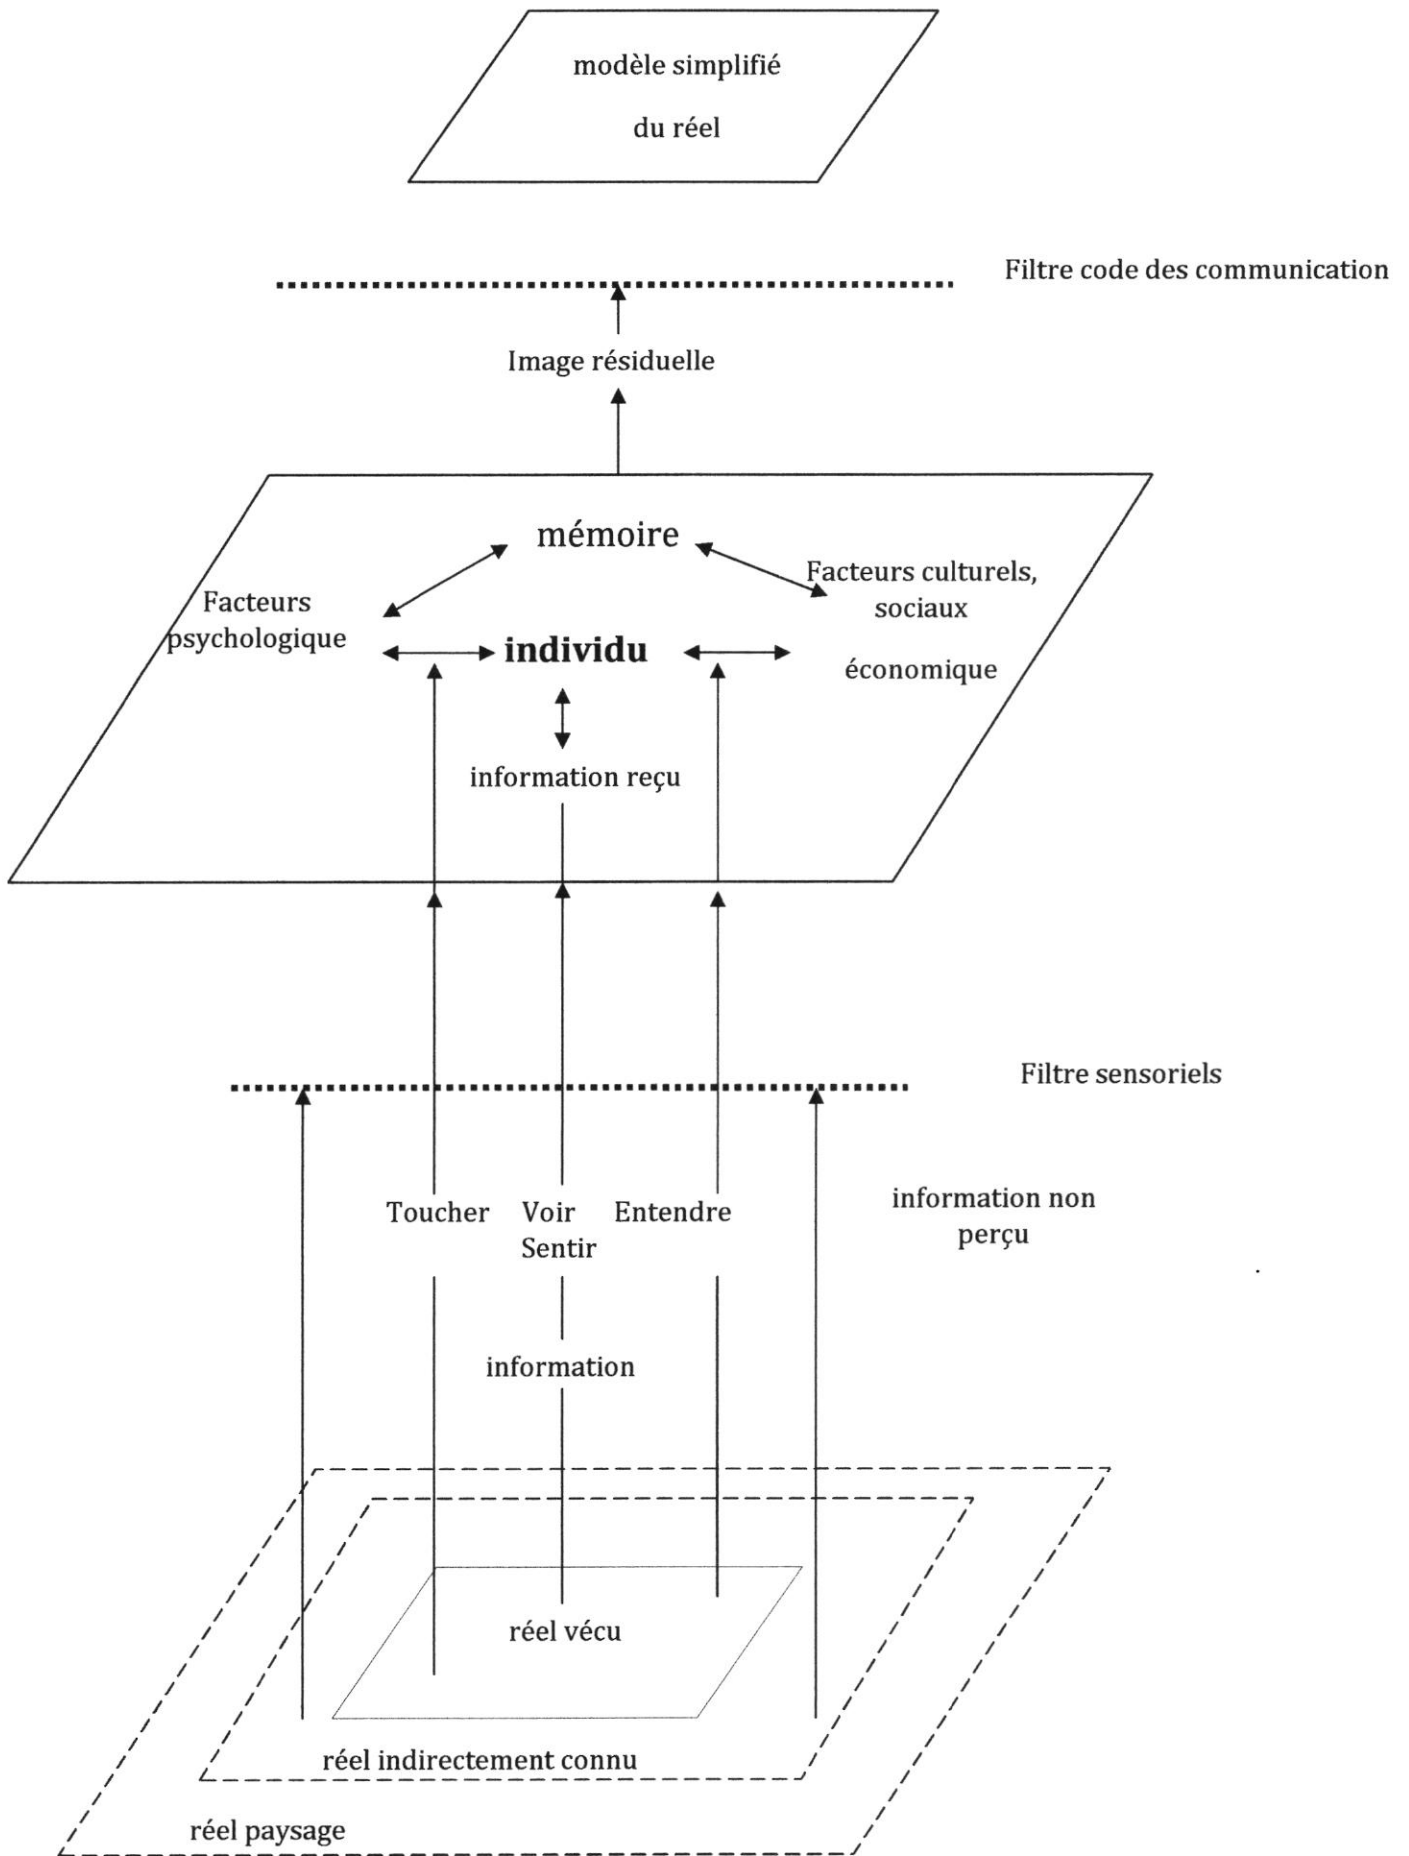 modèle simplifié
du réel
Filtre code des communication
Image résiduelle
mémoire
Facteurs culturels,
sociaux
économique
Facteurs
psychologique
individu
information reçu
Filtre sensoriels
Toucher Voir Entendre
Sentir
information non
perçu
information
réel vécu
réel indirectement connu
réel paysage